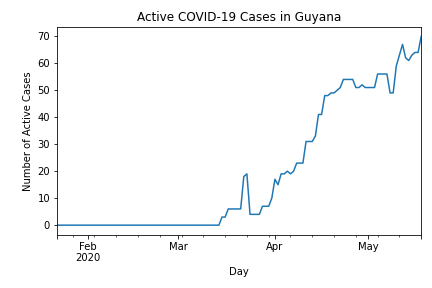 Active COVID-19 Cases in Guyana
Number of Active Cases
70
60
50
40
30
20
10
0
Feb
2020
Mar
Apr
May
Day